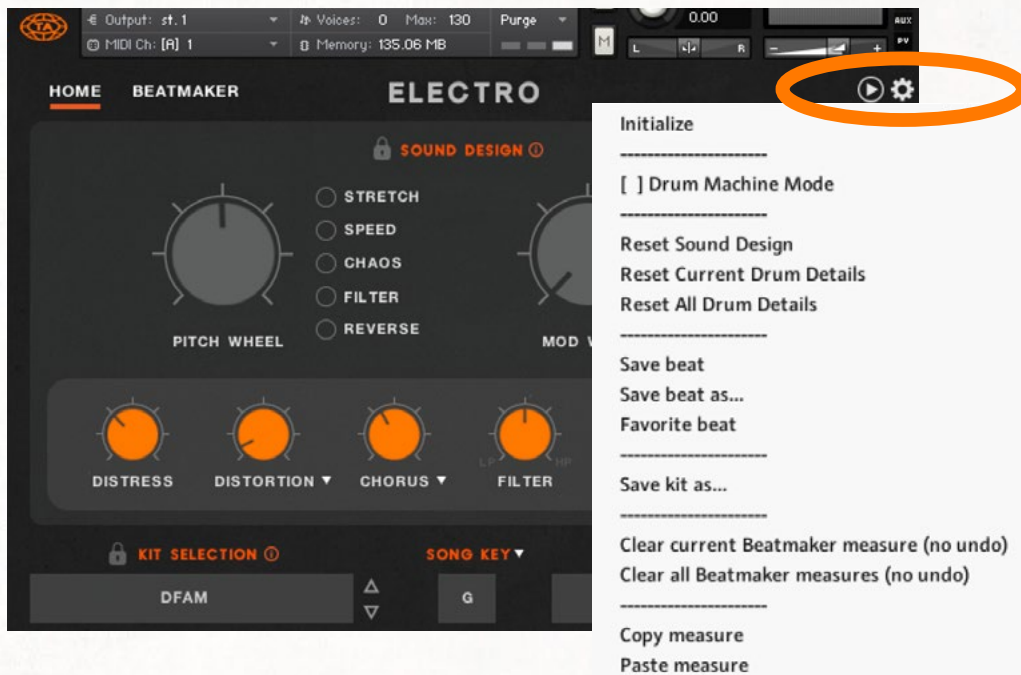 TA
Output: st.1
Voices: 0 Max: 130
Purge
0.00
AUX
MIDI Ch: [A] 1
Memory: 135.06 MB
M
L
R
-
+
PV
HOME
BEATMAKER
ELECTRO
SOUND DESIGN
STRETCH
SPEED
CHAOS
FILTER
REVERSE
PITCH WHEEL
MOD
DISTRESS
DISTORTION ▼
CHORUS ▼
LP
HP
FILTER
KIT SELECTION
SONG KEY ▼
DFAM
G
Initialize
----------------------
[ ] Drum Machine Mode
----------------------
Reset Sound Design
Reset Current Drum Details
Reset All Drum Details
----------------------
Save beat
Save beat as...
Favorite beat
----------------------
Save kit as...
----------------------
Clear current Beatmaker measure (no undo)
Clear all Beatmaker measures (no undo)
----------------------
Copy measure
Paste measure